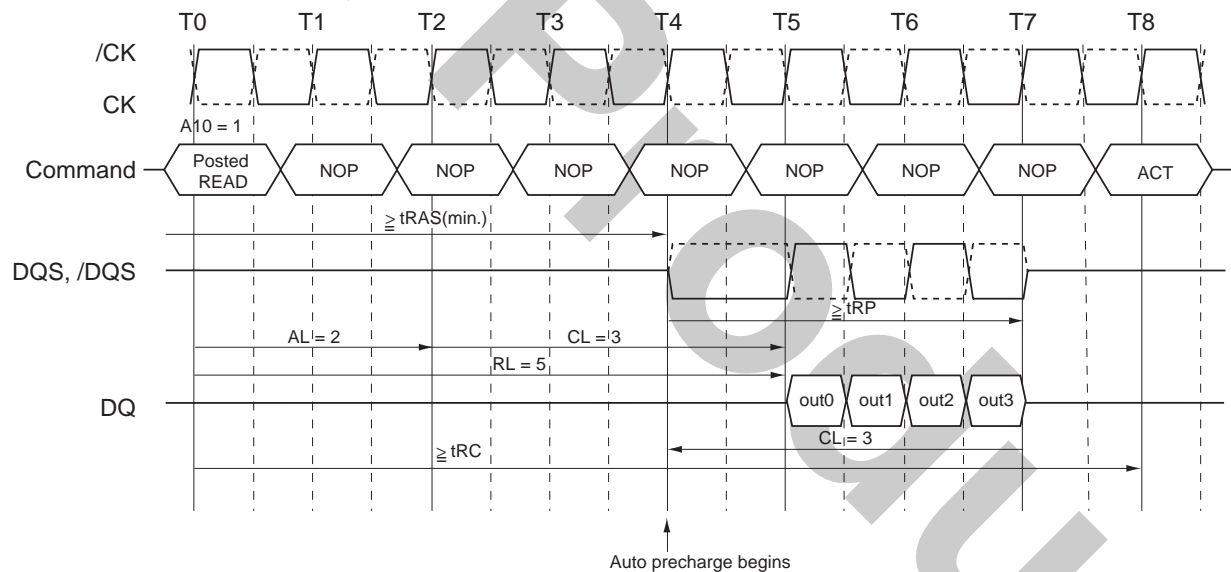 T0 T1 T2 T3 T4 T5 T6 T7 T8
/CK
CK
A10 = 1
Command Posted READ NOP NOP NOP NOP NOP NOP NOP ACT
≧ tRAS(min.)
DQS, /DQS
≧ tRP
AL = 2 CL = 3
RL = 5
DQ out0 out1 out2 out3
CL = 3
≧ tRC
Auto precharge begins
Produ